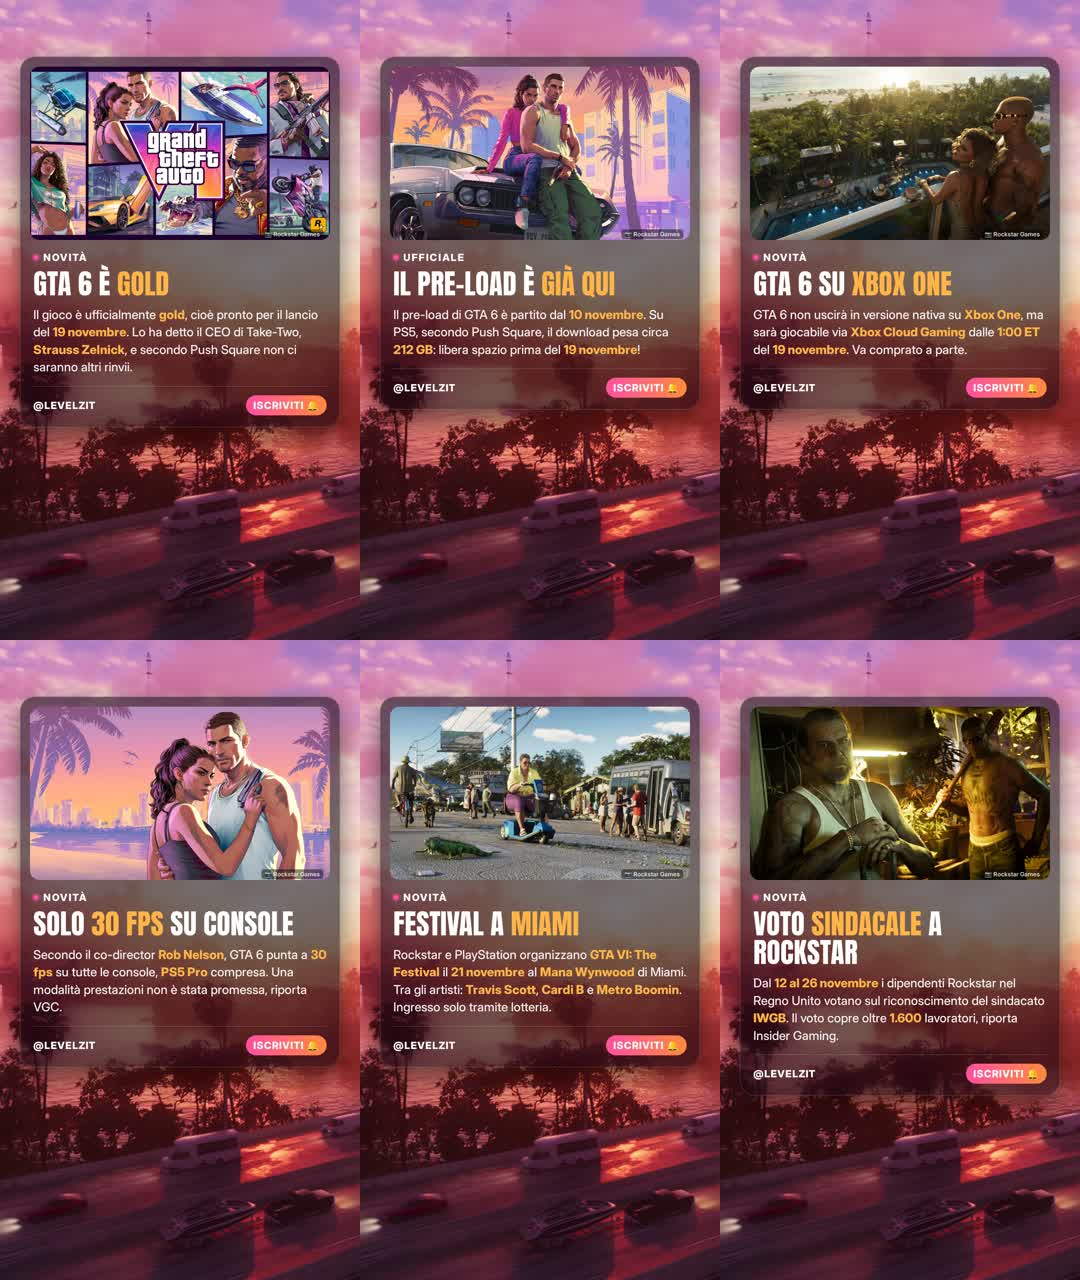 grand
theft
auto
VI
R
Rockstar Games
NOVITÀ
GTA 6 È GOLD
Il gioco è ufficialmente gold, cioè pronto per il lancio
del 19 novembre. Lo ha detto il CEO di Take-Two,
Strauss Zelnick, e secondo Push Square non ci
saranno altri rinvii.
@LEVELZIT
ISCRIVITI 🔔
Rockstar Games
UFFICIALE
IL PRE-LOAD È GIÀ QUI
Il pre-load di GTA 6 è partito dal 10 novembre. Su
PS5, secondo Push Square, il download pesa circa
212 GB: libera spazio prima del 19 novembre!
@LEVELZIT
ISCRIVITI 🔔
Rockstar Games
NOVITÀ
GTA 6 SU XBOX ONE
GTA 6 non uscirà in versione nativa su Xbox One, ma
sarà giocabile via Xbox Cloud Gaming dalle 1:00 ET
del 19 novembre. Va comprato a parte.
@LEVELZIT
ISCRIVITI 🔔
Rockstar Games
NOVITÀ
SOLO 30 FPS SU CONSOLE
Secondo il co-director Rob Nelson, GTA 6 punta a 30
fps su tutte le console, PS5 Pro compresa. Una
modalità prestazioni non è stata promessa, riporta
VGC.
@LEVELZIT
ISCRIVITI 🔔
Rockstar Games
NOVITÀ
FESTIVAL A MIAMI
Rockstar e PlayStation organizzano GTA VI: The
Festival il 21 novembre al Mana Wynwood di Miami.
Tra gli artisti: Travis Scott, Cardi B e Metro Boomin.
Ingresso solo tramite lotteria.
@LEVELZIT
ISCRIVITI 🔔
Rockstar Games
NOVITÀ
VOTO SINDACALE A
ROCKSTAR
Dal 12 al 26 novembre i dipendenti Rockstar nel
Regno Unito votano sul riconoscimento del sindacato
IWGB. Il voto copre oltre 1.600 lavoratori, riporta
Insider Gaming.
@LEVELZIT
ISCRIVITI 🔔